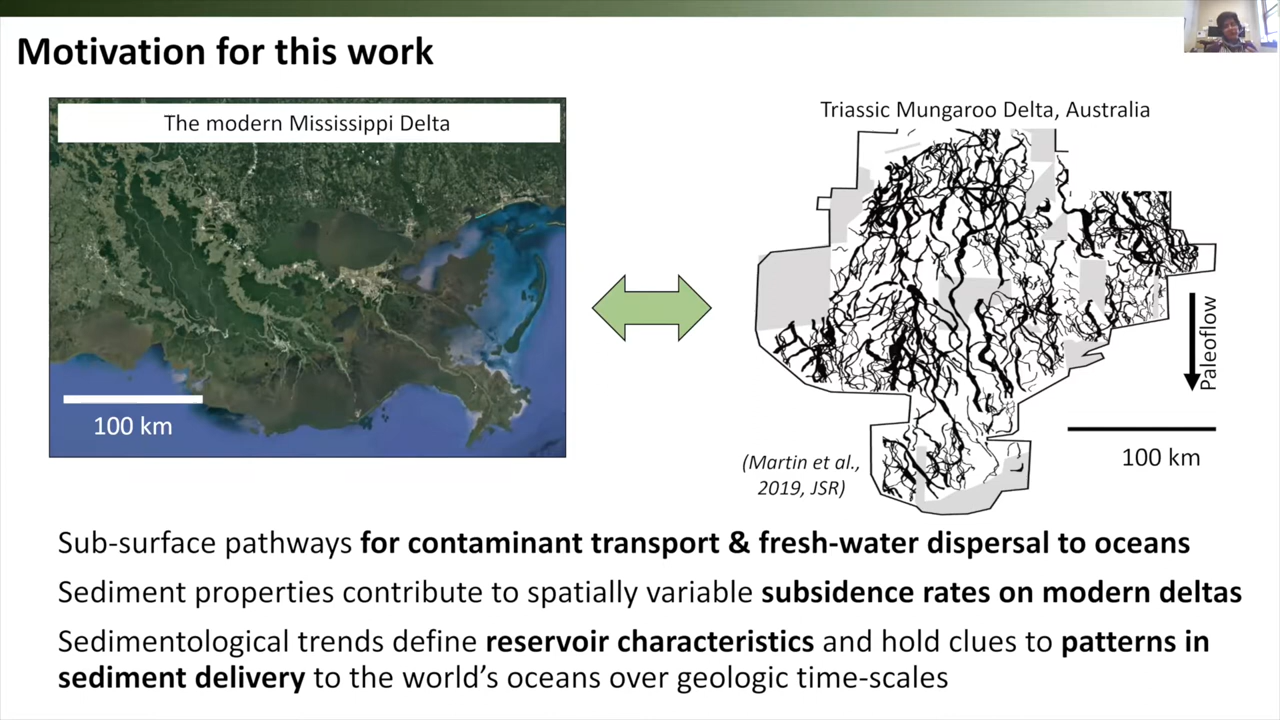 Motivation for this work
The modern Mississippi Delta
100 km
Triassic Mungaroo Delta, Australia
Paleoflow
100 km
(Martin et al.,
2019, JSR)
Sub-surface pathways for contaminant transport & fresh-water dispersal to oceans
Sediment properties contribute to spatially variable subsidence rates on modern deltas
Sedimentological trends define reservoir characteristics and hold clues to patterns in
sediment delivery to the world’s oceans over geologic time-scales